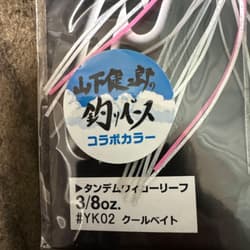 山下健二郎の
釣りベース
コラボカラー
▶タンデムウィローリーフ
3/8oz.
#YK02 クールベイト